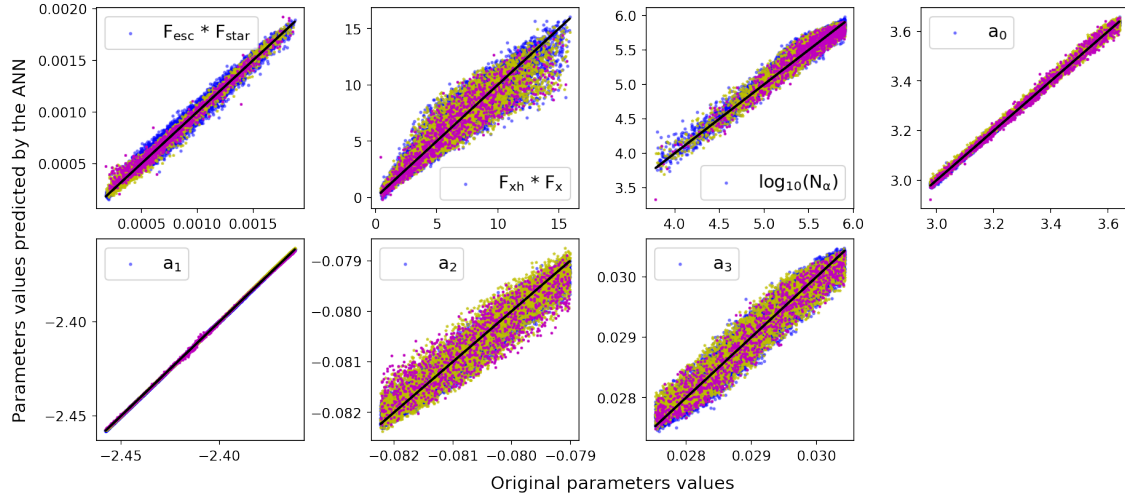 Parameters values predicted by the ANN
0.0020
0.0015
0.0010
0.0005
F_esc * F_star
0.0005 0.0010 0.0015
15
10
5
0
F_xh * F_x
0 5 10 15
6.0
5.5
5.0
4.5
4.0
3.5
log₁₀(N_α)
4.0 4.5 5.0 5.5 6.0
3.6
3.4
3.2
3.0
a₀
3.0 3.2 3.4 3.6
−2.40
−2.45
a₁
−2.45 −2.40
−0.079
−0.080
−0.081
−0.082
a₂
−0.082 −0.081 −0.080 −0.079
0.030
0.029
0.028
a₃
0.028 0.029 0.030
Original parameters values